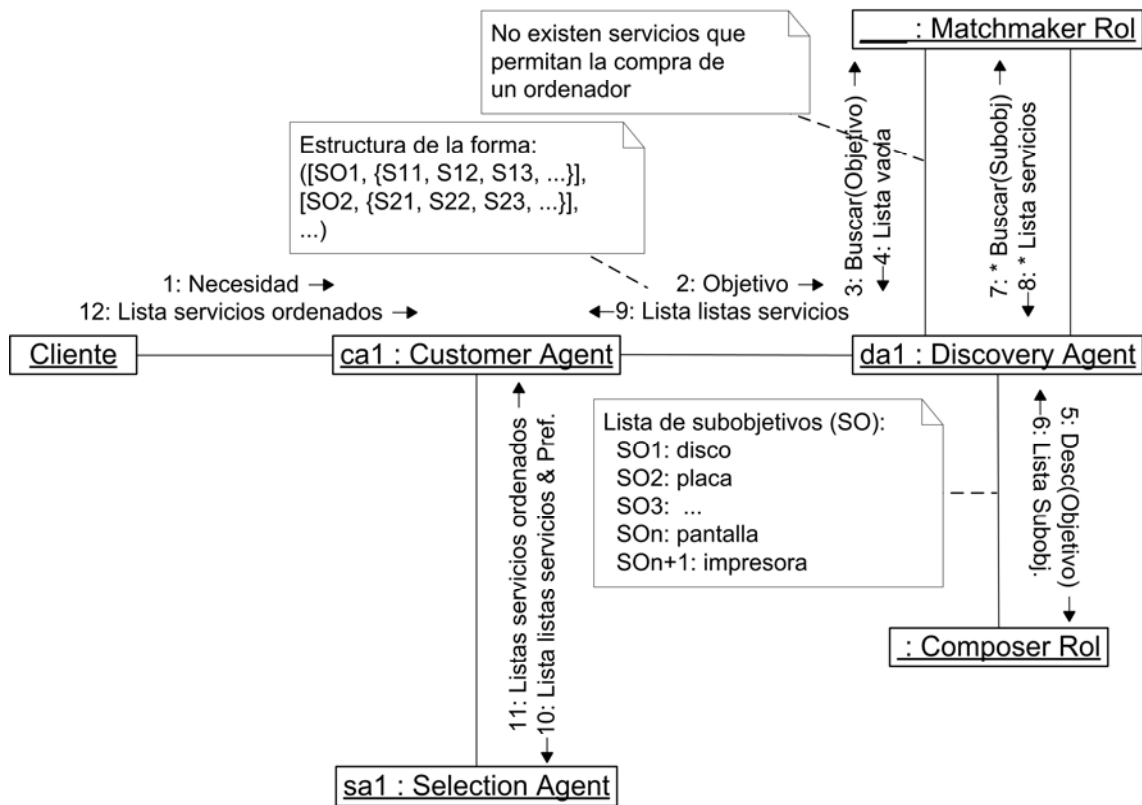 ___ : Matchmaker Rol
No existen servicios que
permitan la compra de
un ordenador
Estructura de la forma:
([SO1, {S11, S12, S13, ...}],
[SO2, {S21, S22, S23, ...}],
...)
3: Buscar(Objetivo)
4: Lista vacía
7: * Buscar(Subobj)
8: * Lista servicios
1: Necesidad
12: Lista servicios ordenados
2: Objetivo
9: Lista listas servicios
Cliente
ca1 : Customer Agent
da1 : Discovery Agent
Lista de subobjetivos (SO):
SO1: disco
SO2: placa
SO3: ...
SOn: pantalla
SOn+1: impresora
5: Desc(Objetivo)
6: Lista Subobj.
11: Listas servicios ordenados
10: Lista listas servicios & Pref.
_ : Composer Rol
sa1 : Selection Agent